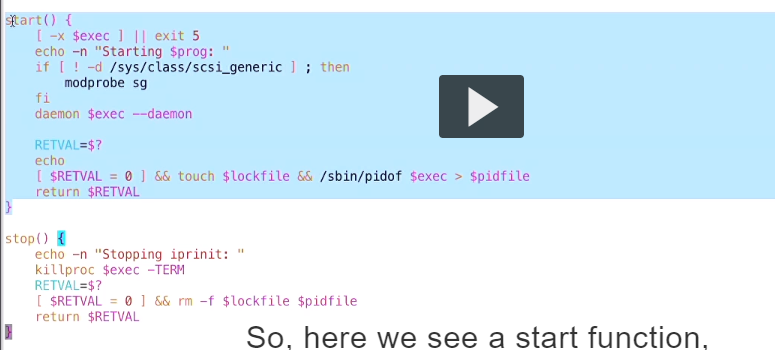 start() {
    [ -x $exec ] || exit 5
    echo -n "Starting $prog: "
    if [ ! -d /sys/class/scsi_generic ] ; then
        modprobe sg
    fi
    daemon $exec --daemon
    RETVAL=$?
    echo
    [ $RETVAL = 0 ] && touch $lockfile && /sbin/pidof $exec > $pidfile
    return $RETVAL
}
stop() {
    echo -n "Stopping iprinit: "
    killproc $exec -TERM
    RETVAL=$?
    [ $RETVAL = 0 ] && rm -f $lockfile $pidfile
    return $RETVAL
}
So, here we see a start function,